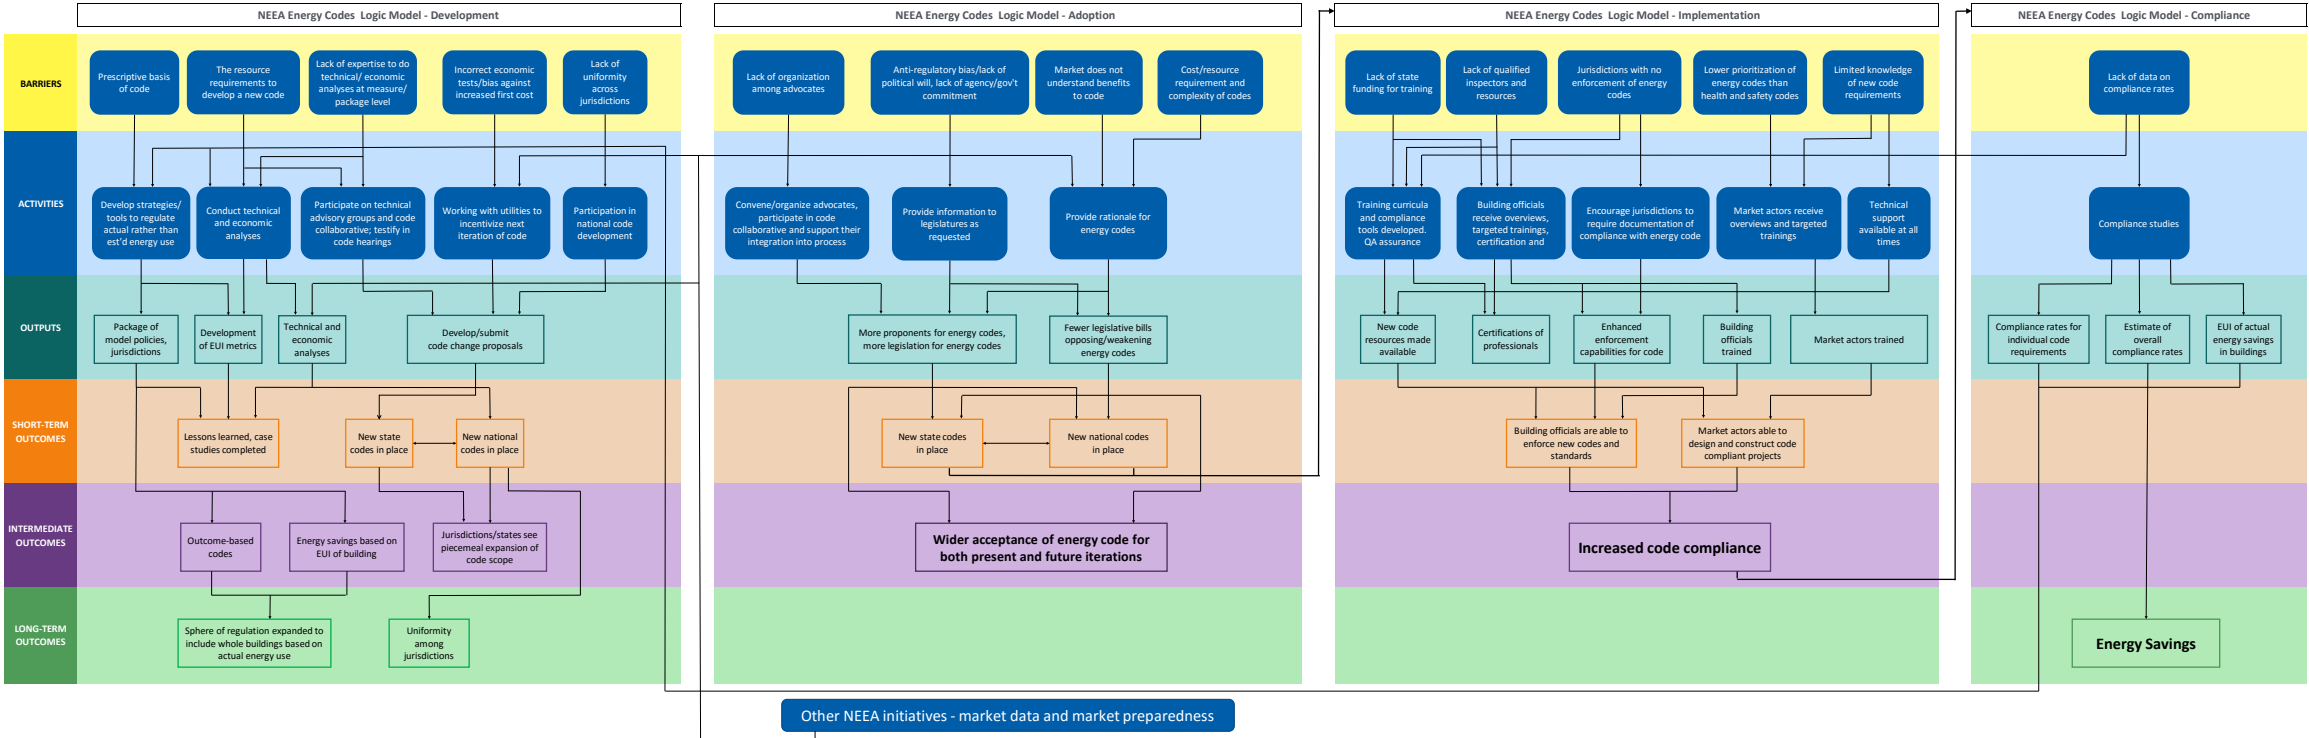 NEEA Energy Codes Logic Model - Development
NEEA Energy Codes Logic Model - Adoption
NEEA Energy Codes Logic Model - Implementation
NEEA Energy Codes Logic Model - Compliance
BARRIERS
Prescriptive basis
of code
The resource
requirements to
develop a new code
Lack of expertise to do
technical/ economic
analyses at measure/
package level
Incorrect economic
tests/bias against
increased first cost
Lack of
uniformity
across
jurisdictions
Lack of organization
among advocates
Anti-regulatory bias/lack of
political will, lack of agency/gov't
commitment
Market does not
understand benefits
to code
Cost/resource
requirement and
complexity of codes
Lack of state
funding for training
Lack of qualified
inspectors and
resources
Jurisdictions with no
enforcement of energy
codes
Lower prioritization of
energy codes than
health and safety codes
Limited knowledge
of new code
requirements
Lack of data on
compliance rates
ACTIVITIES
Develop strategies/
tools to regulate
actual rather than
est'd energy use
Conduct technical
and economic
analyses
Participate on technical
advisory groups and code
collaborative; testify in
code hearings
Working with utilities to
incentivize next
iteration of code
Participation in
national code
development
Convene/organize advocates,
participate in code
collaborative and support their
integration into process
Provide information to
legislatures as
requested
Provide rationale for
energy codes
Training curricula
and compliance
tools developed.
QA assurance
Building officials
receive overviews,
targeted trainings,
certification and
Encourage jurisdictions to
require documentation of
compliance with energy code
Market actors receive
overviews and targeted
trainings
Technical
support
available at all
times
Compliance studies
OUTPUTS
Package of
model policies,
jurisdictions
Development
of EUI metrics
Technical and
economic
analyses
Develop/submit
code change proposals
More proponents for energy codes,
more legislation for energy codes
Fewer legislative bills
opposing/weakening
energy codes
New code
resources made
available
Certifications of
professionals
Enhanced
enforcement
capabilities for code
Building
officials
trained
Market actors trained
Compliance rates for
individual code
requirements
Estimate of
overall
compliance rates
EUI of actual
energy savings
in buildings
SHORT-TERM
OUTCOMES
Lessons learned, case
studies completed
New state
codes in place
New national
codes in place
New state codes
in place
New national codes
in place
Building officials are able to
enforce new codes and
standards
Market actors able to
design and construct code
compliant projects
INTERMEDIATE
OUTCOMES
Outcome-based
codes
Energy savings based on
EUI of building
Jurisdictions/states see
piecemeal expansion of
code scope
Wider acceptance of energy code for
both present and future iterations
Increased code compliance
LONG-TERM
OUTCOMES
Sphere of regulation expanded to
include whole buildings based on
actual energy use
Uniformity
among
jurisdictions
Energy Savings
Other NEEA initiatives - market data and market preparedness